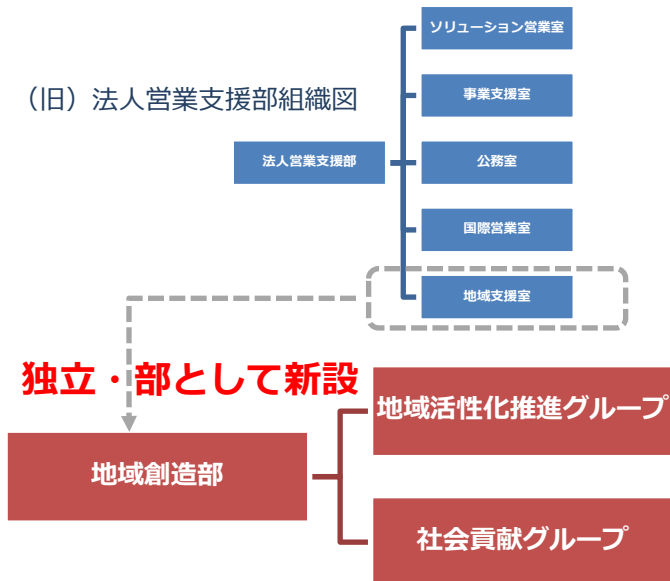 ソリューション営業室
（旧）法人営業支援部組織図
事業支援室
法人営業支援部
公務室
国際営業室
地域支援室
独立・部として新設
地域活性化推進グループ
地域創造部
社会貢献グループ